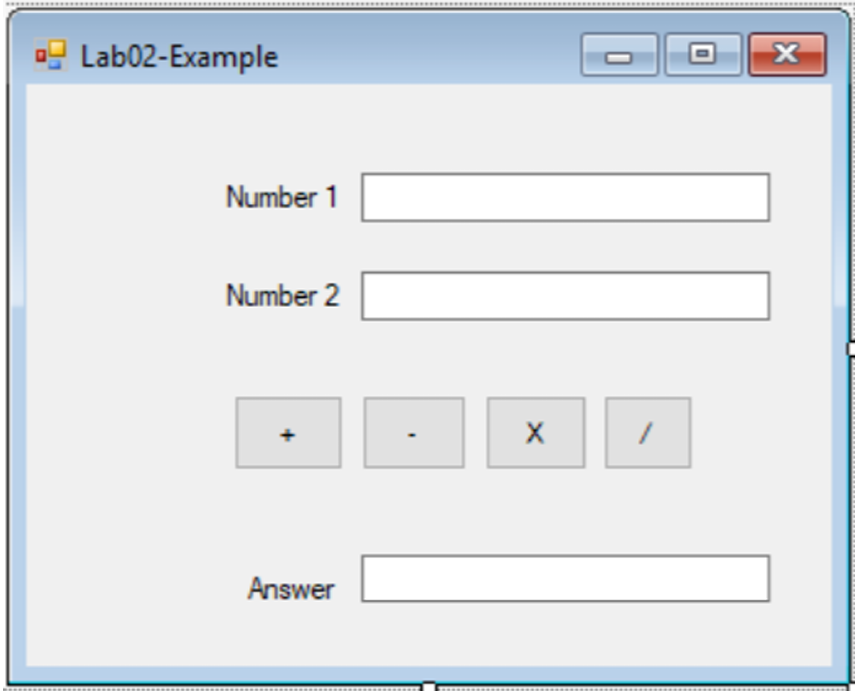 Lab02-Example
Number 1
Number 2
+ - X /
Answer